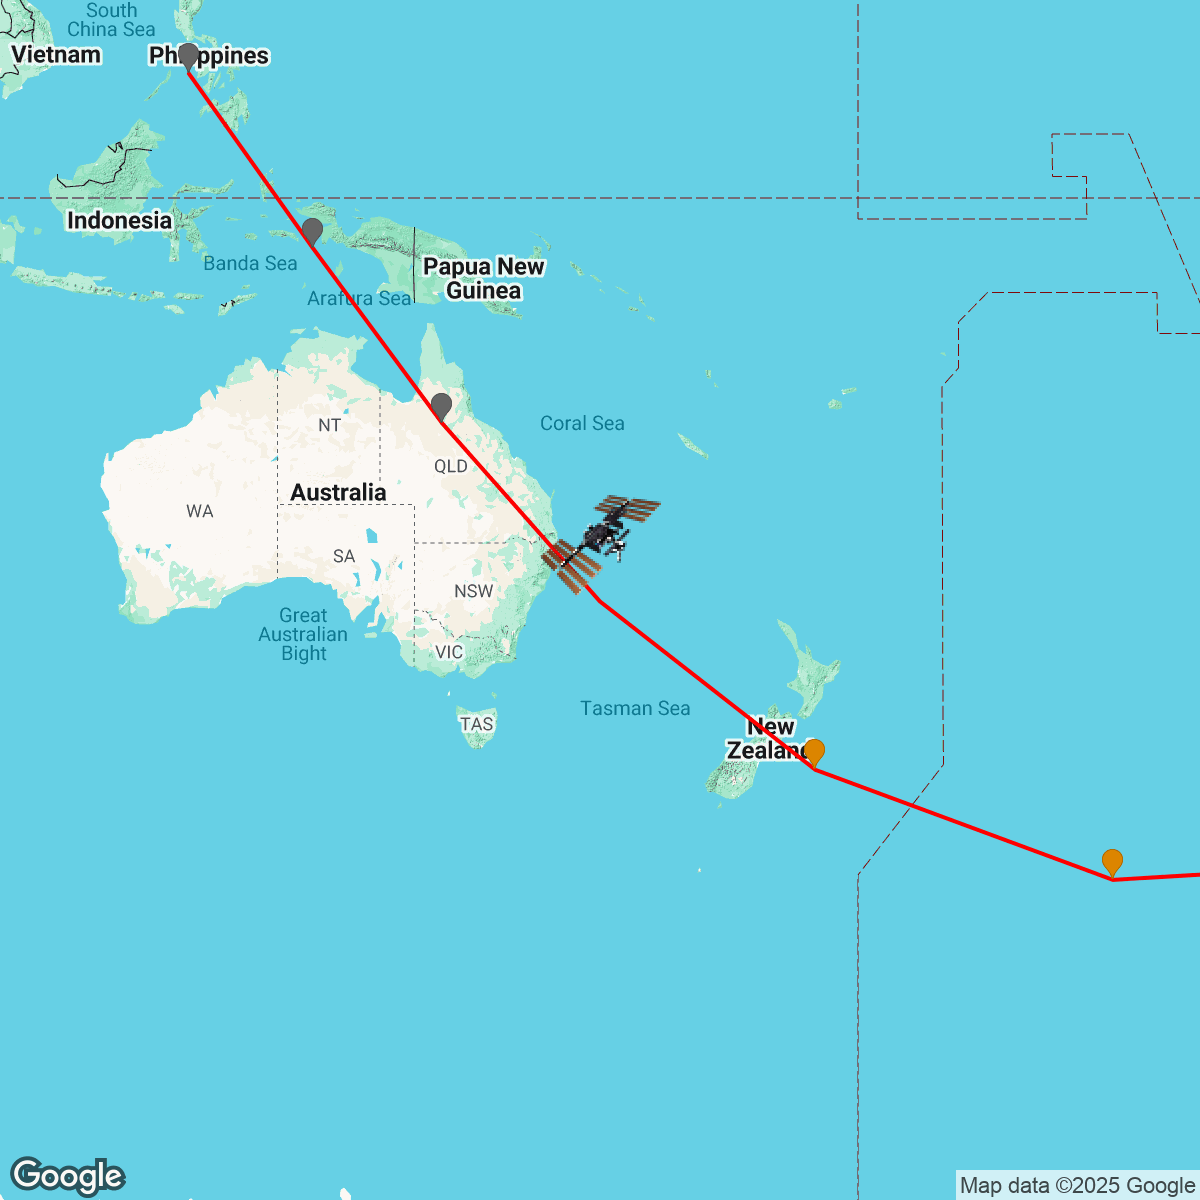 South
China Sea
Vietnam
Philippines
Indonesia
Banda Sea
Papua New
Guinea
Arafura Sea
NT
Coral Sea
QLD
Australia
WA
SA
NSW
Great
Australian
Bight
VIC
TAS
Tasman Sea
New
Zealand
Google
Map data ©2025 Google